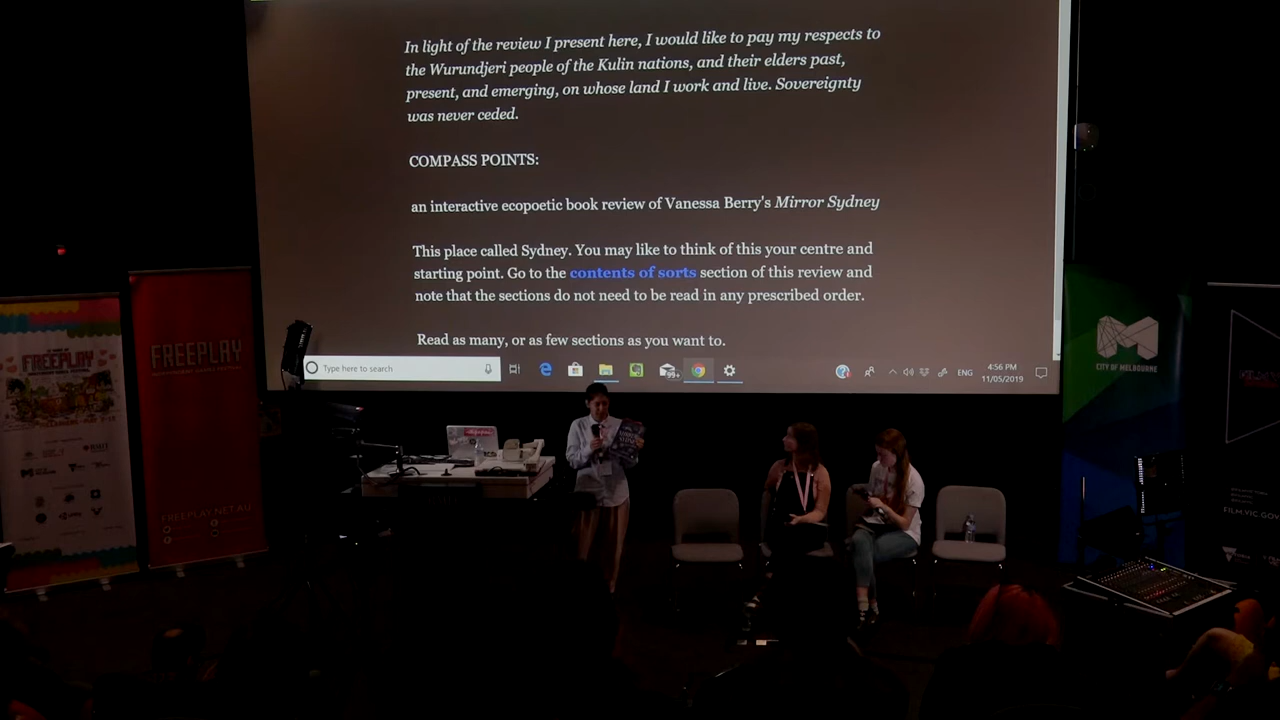 In light of the review I present here, I would like to pay my respects to
the Wurundjeri people of the Kulin nations, and their elders past,
present, and emerging, on whose land I work and live. Sovereignty
was never ceded.
COMPASS POINTS:
an interactive ecopoetic book review of Vanessa Berry's Mirror Sydney
This place called Sydney. You may like to think of this your centre and
starting point. Go to the contents of sorts section of this review and
note that the sections do not need to be read in any prescribed order.
Read as many, or as few sections as you want to.
Type here to search
99+
ENG
4:56 PM
11/05/2019
FREEPLAY
FREEPLAY
FREEPLAY.NET.AU
CITY OF MELBOURNE
FILM.VIC.GOV